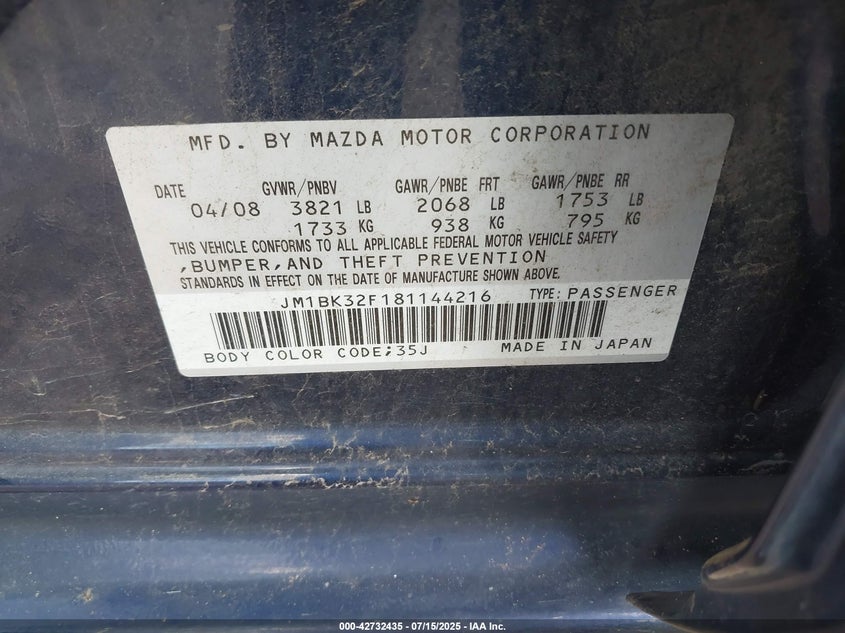 MFD. BY MAZDA MOTOR CORPORATION
DATE GVWR/PNBV GAWR/PNBE FRT GAWR/PNBE RR
04/08 3821 LB 2068 LB 1753 LB
1733 KG 938 KG 795 KG
THIS VEHICLE CONFORMS TO ALL APPLICABLE FEDERAL MOTOR VEHICLE SAFETY
,BUMPER,AND THEFT PREVENTION
STANDARDS IN EFFECT ON THE DATE OF MANUFACTURE SHOWN ABOVE.
JM1BK32F181144216 TYPE: PASSENGER
BODY COLOR CODE;35J MADE IN JAPAN
000-42732435 - 07/15/2025 - IAA Inc.